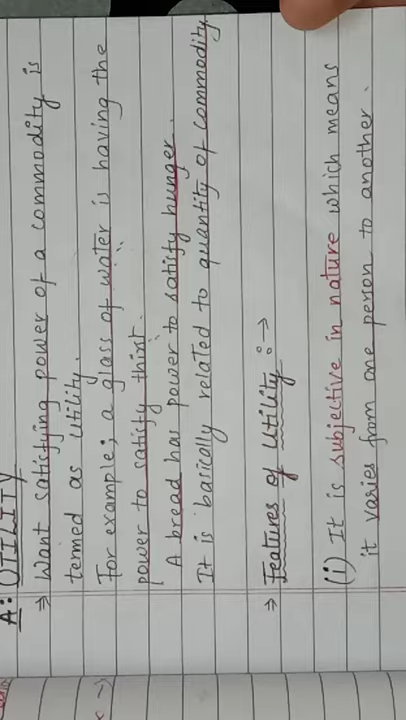 A: UTILITY
⇒ Want satisfying power of a commodity is
termed as utility.
For example; a glass of water is having the
power to satisfy thirst.
A bread has power to satisfy hunger.
It is basically related to quantity of commodity
⇒ Features of Utility :→
(i) It is subjective in nature which means
it varies from one person to another.